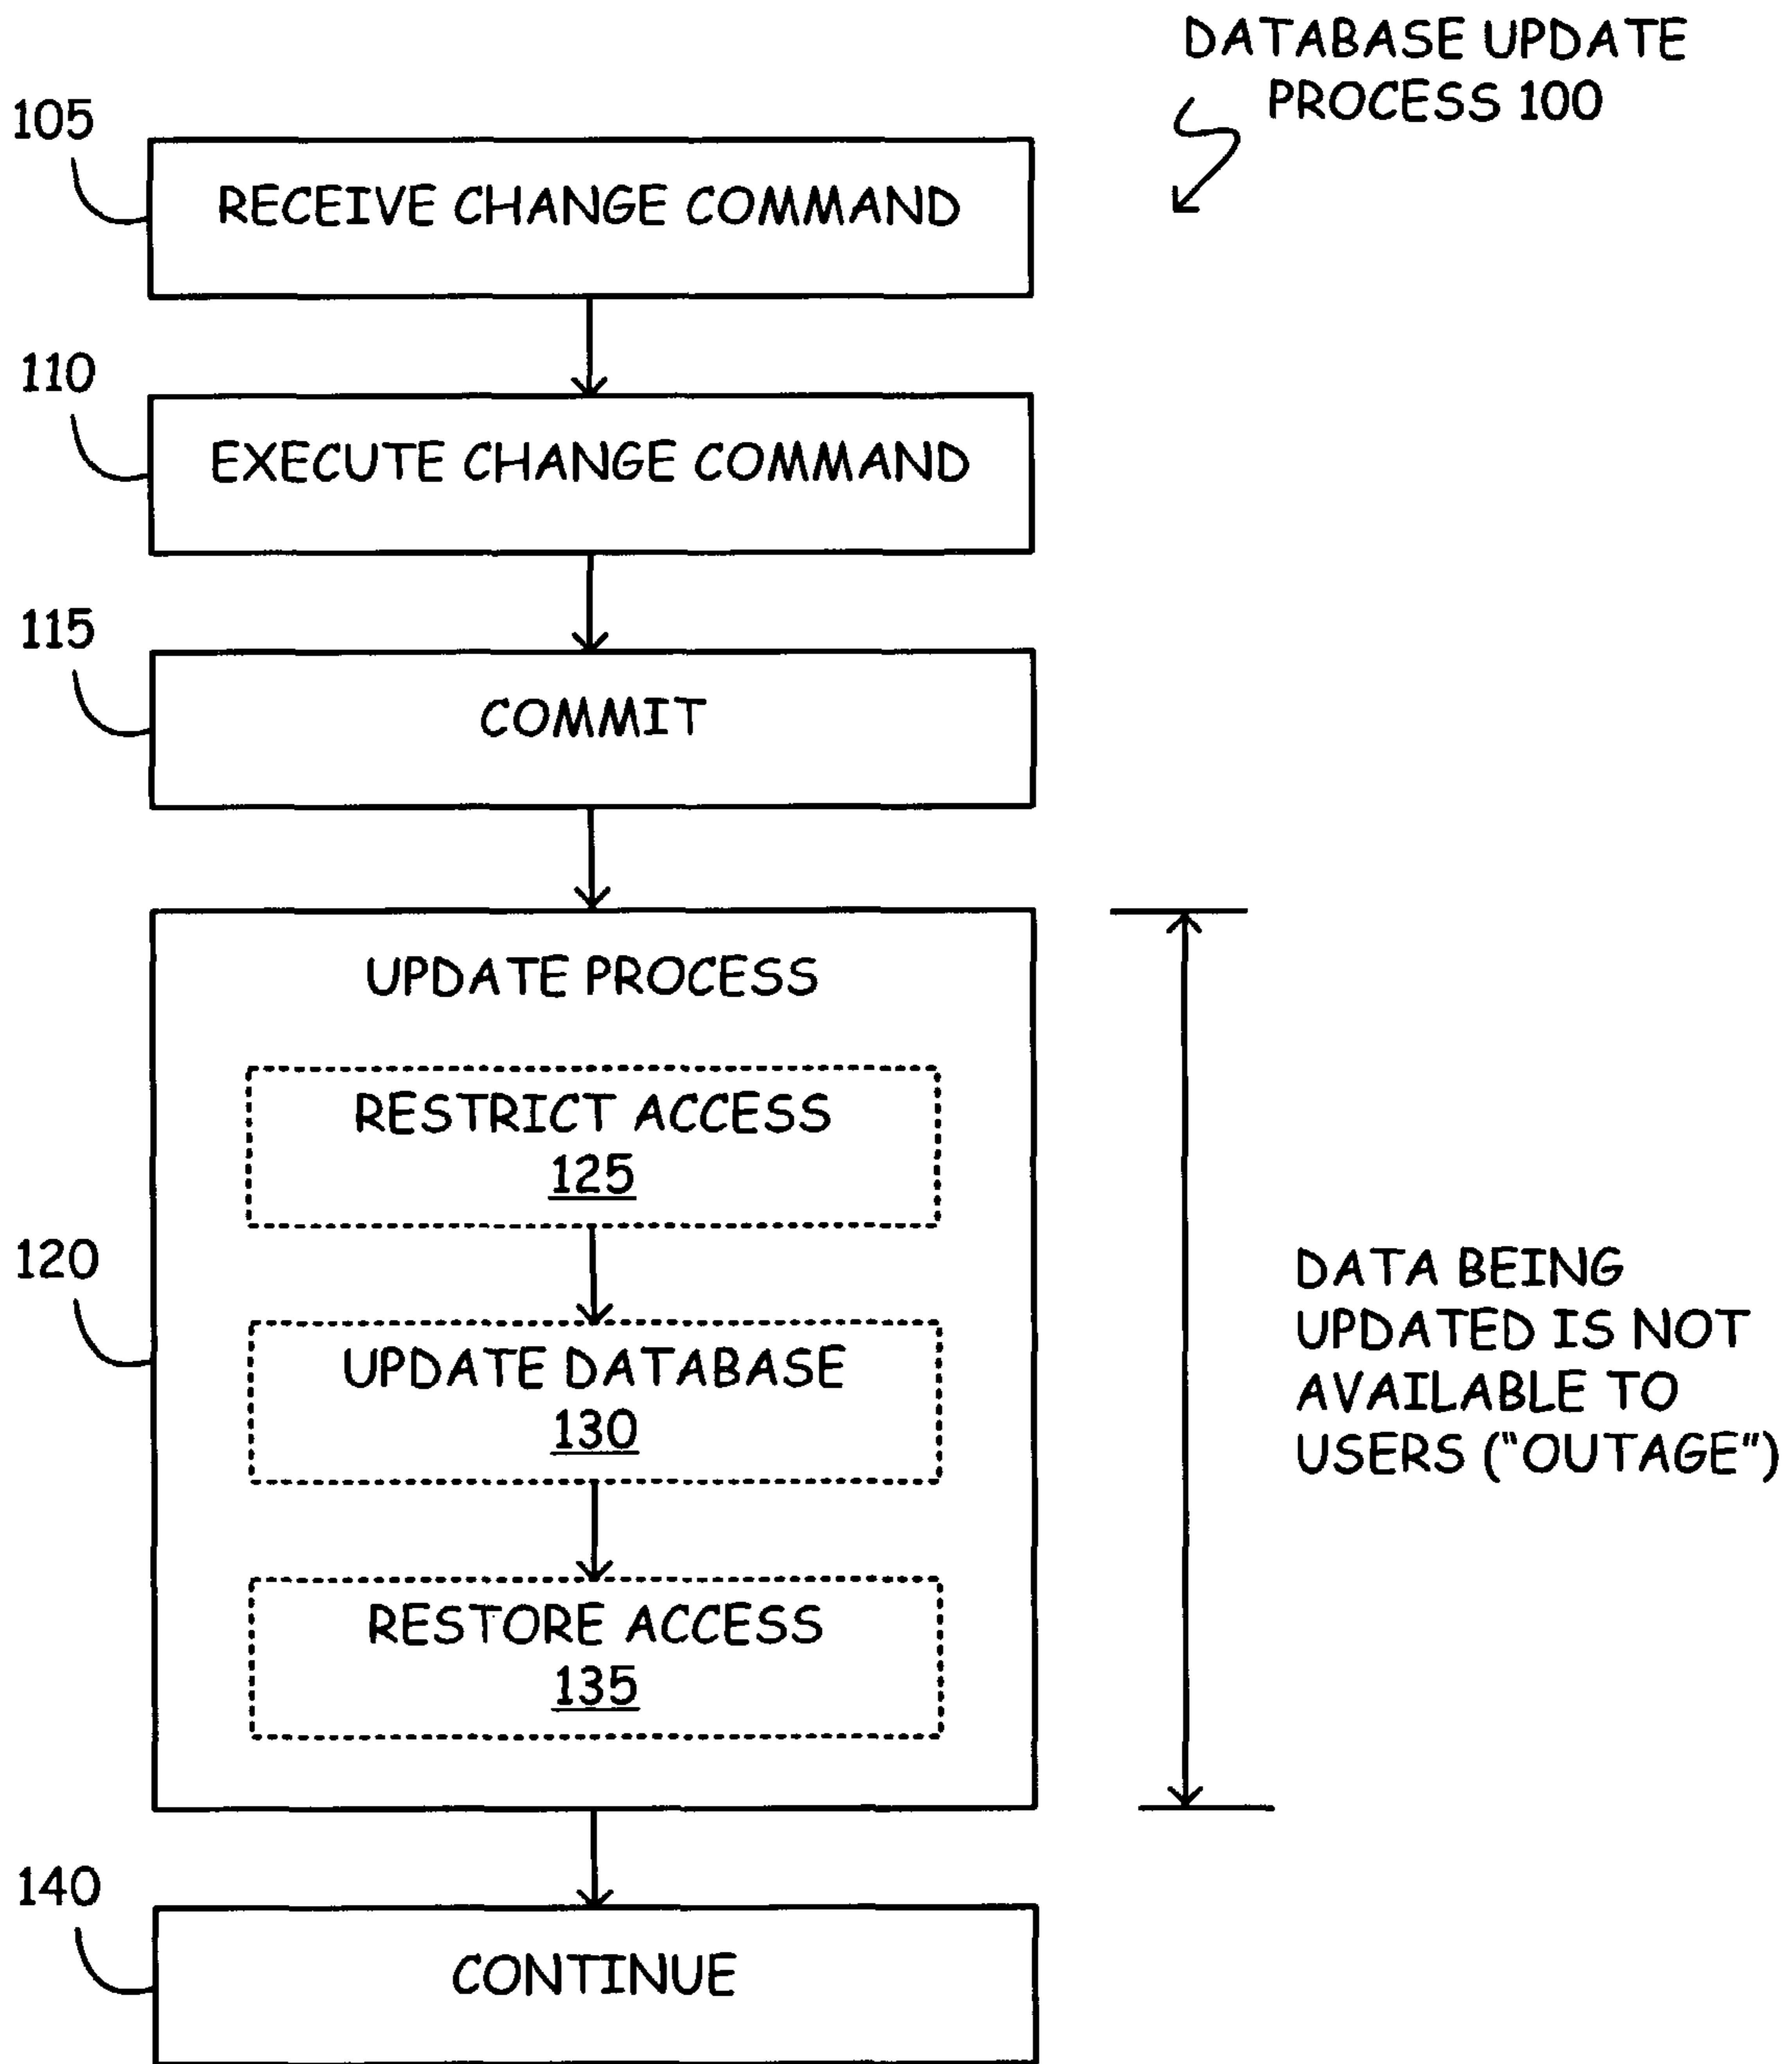 DATABASE UPDATE
PROCESS 100
105
RECEIVE CHANGE COMMAND
110
EXECUTE CHANGE COMMAND
115
COMMIT
UPDATE PROCESS
RESTRICT ACCESS
125
120
UPDATE DATABASE
130
RESTORE ACCESS
135
DATA BEING
UPDATED IS NOT
AVAILABLE TO
USERS ("OUTAGE")
140
CONTINUE